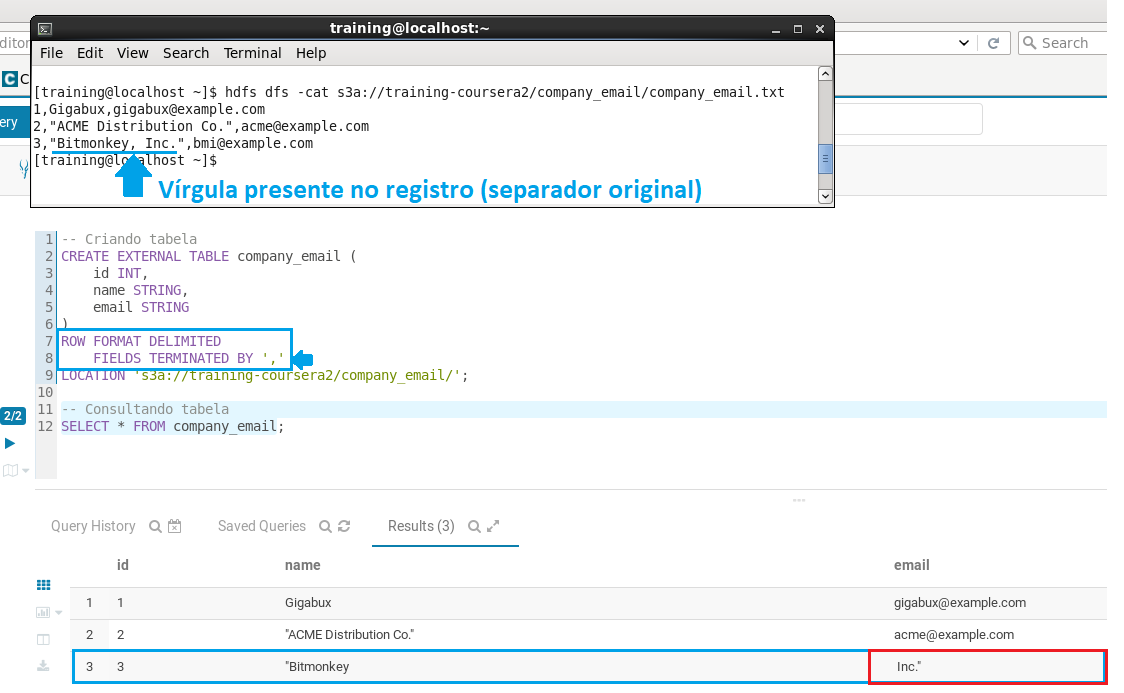 training@localhost:~
File Edit View Search Terminal Help
ditor
Search
C
ery
[training@localhost ~]$ hdfs dfs -cat s3a://training-coursera2/company_email/company_email.txt
1,Gigabux,gigabux@example.com
2,"ACME Distribution Co.",acme@example.com
3,"Bitmonkey, Inc.",bmi@example.com
[training@localhost ~]$
Vírgula presente no registro (separador original)
1 -- Criando tabela
2 CREATE EXTERNAL TABLE company_email (
3 id INT,
4 name STRING,
5 email STRING
6 )
7 ROW FORMAT DELIMITED
8 FIELDS TERMINATED BY ','
9 LOCATION 's3a://training-coursera2/company_email/';
10
11 -- Consultando tabela
2/2
12 SELECT * FROM company_email;
Query History Saved Queries Results (3)
id name email
1 1 Gigabux gigabux@example.com
2 2 "ACME Distribution Co." acme@example.com
3 3 "Bitmonkey Inc."